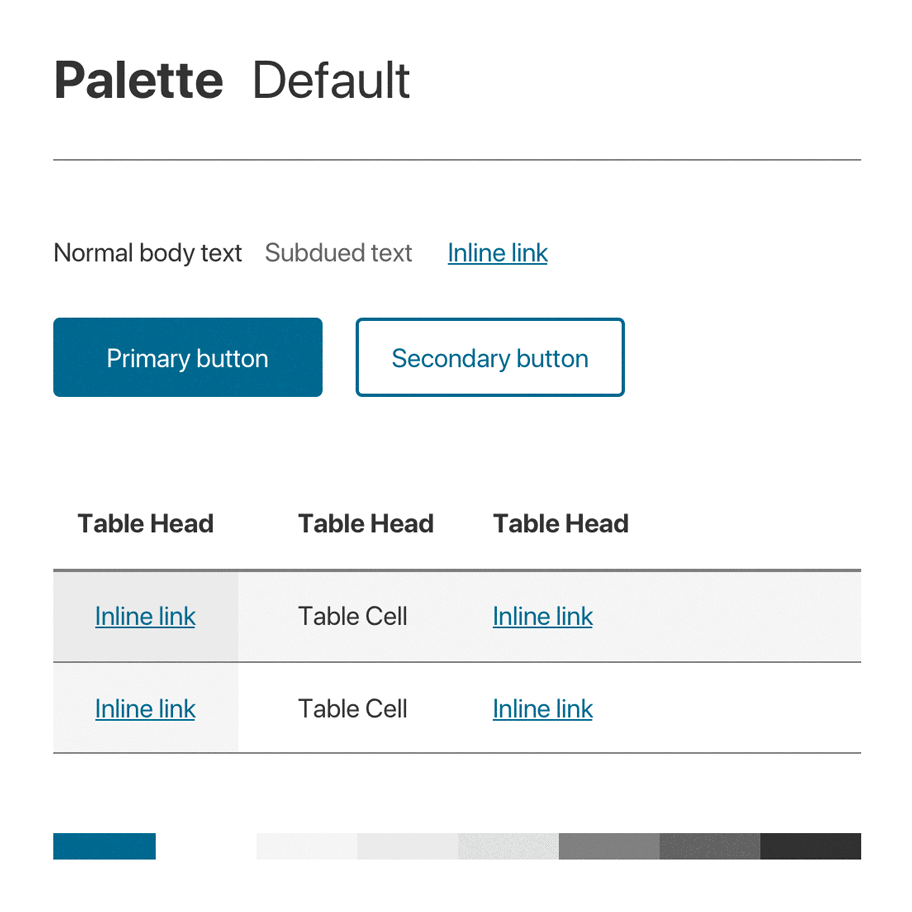 Palette Default
Normal body text Subdued text Inline link
Primary button Secondary button
Table Head Table Head Table Head
Inline link Table Cell Inline link
Inline link Table Cell Inline link